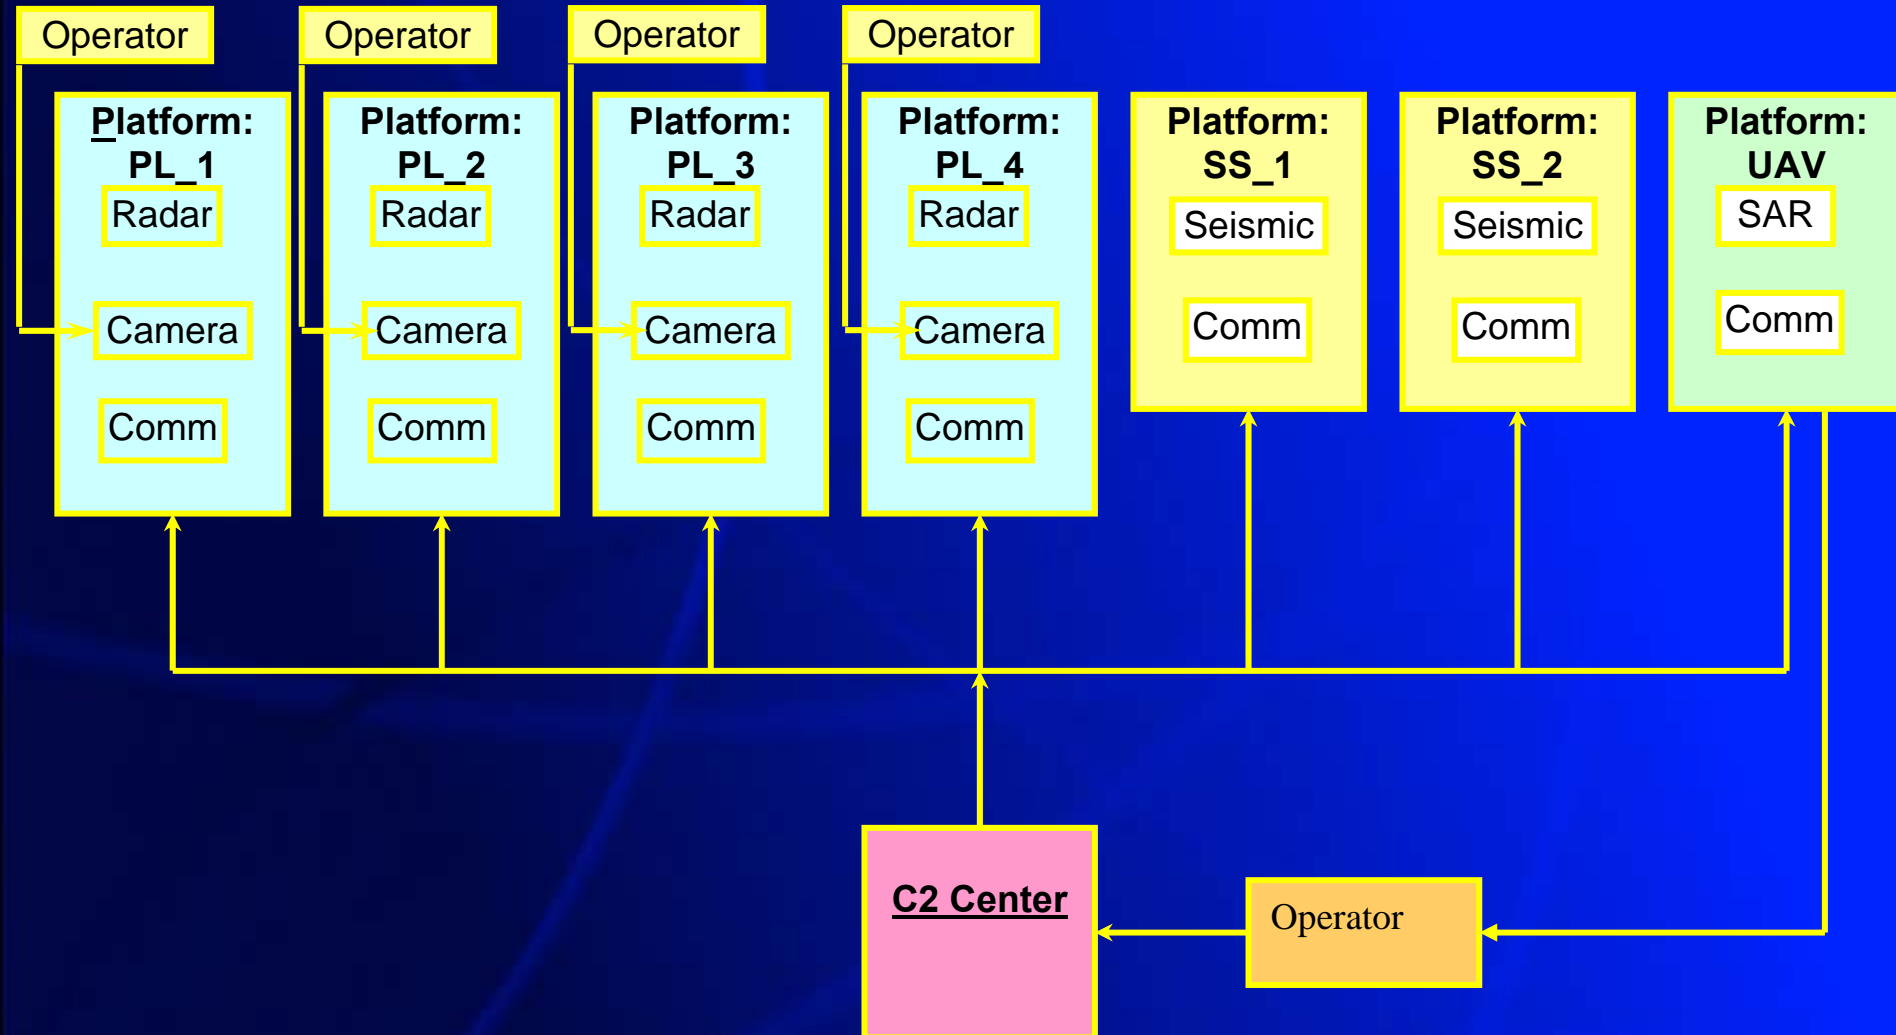 Operator
Operator
Operator
Operator
Platform:
PL_1
Radar
Camera
Comm
Platform:
PL_2
Radar
Camera
Comm
Platform:
PL_3
Radar
Camera
Comm
Platform:
PL_4
Radar
Camera
Comm
Platform:
SS_1
Seismic
Comm
Platform:
SS_2
Seismic
Comm
Platform:
UAV
SAR
Comm
C2 Center
Operator